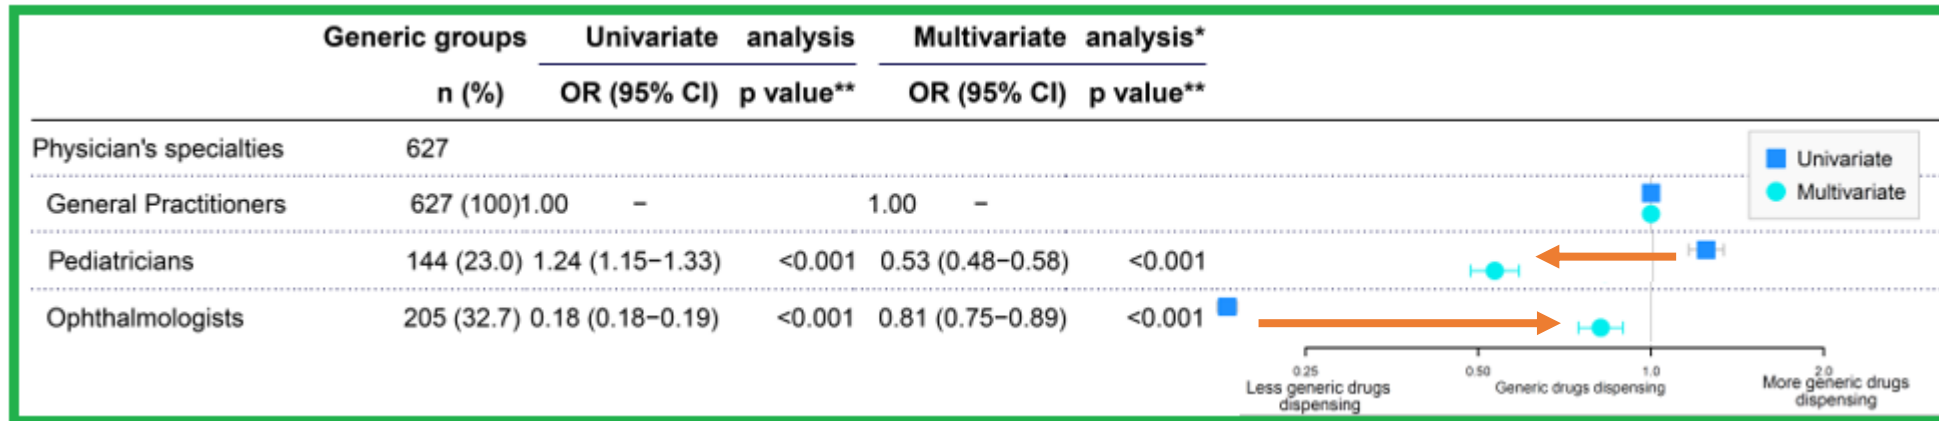 Generic groups Univariate analysis Multivariate analysis*
n (%) OR (95% CI) p value** OR (95% CI) p value**
Physician's specialties 627
General Practitioners 627 (100) 1.00 – 1.00 –
Pediatricians 144 (23.0) 1.24 (1.15–1.33) <0.001 0.53 (0.48–0.58) <0.001
Ophthalmologists 205 (32.7) 0.18 (0.18–0.19) <0.001 0.81 (0.75–0.89) <0.001
Univariate
Multivariate
0.25 0.50 1.0 2.0
Less generic drugs
dispensing
Generic drugs dispensing
More generic drugs
dispensing